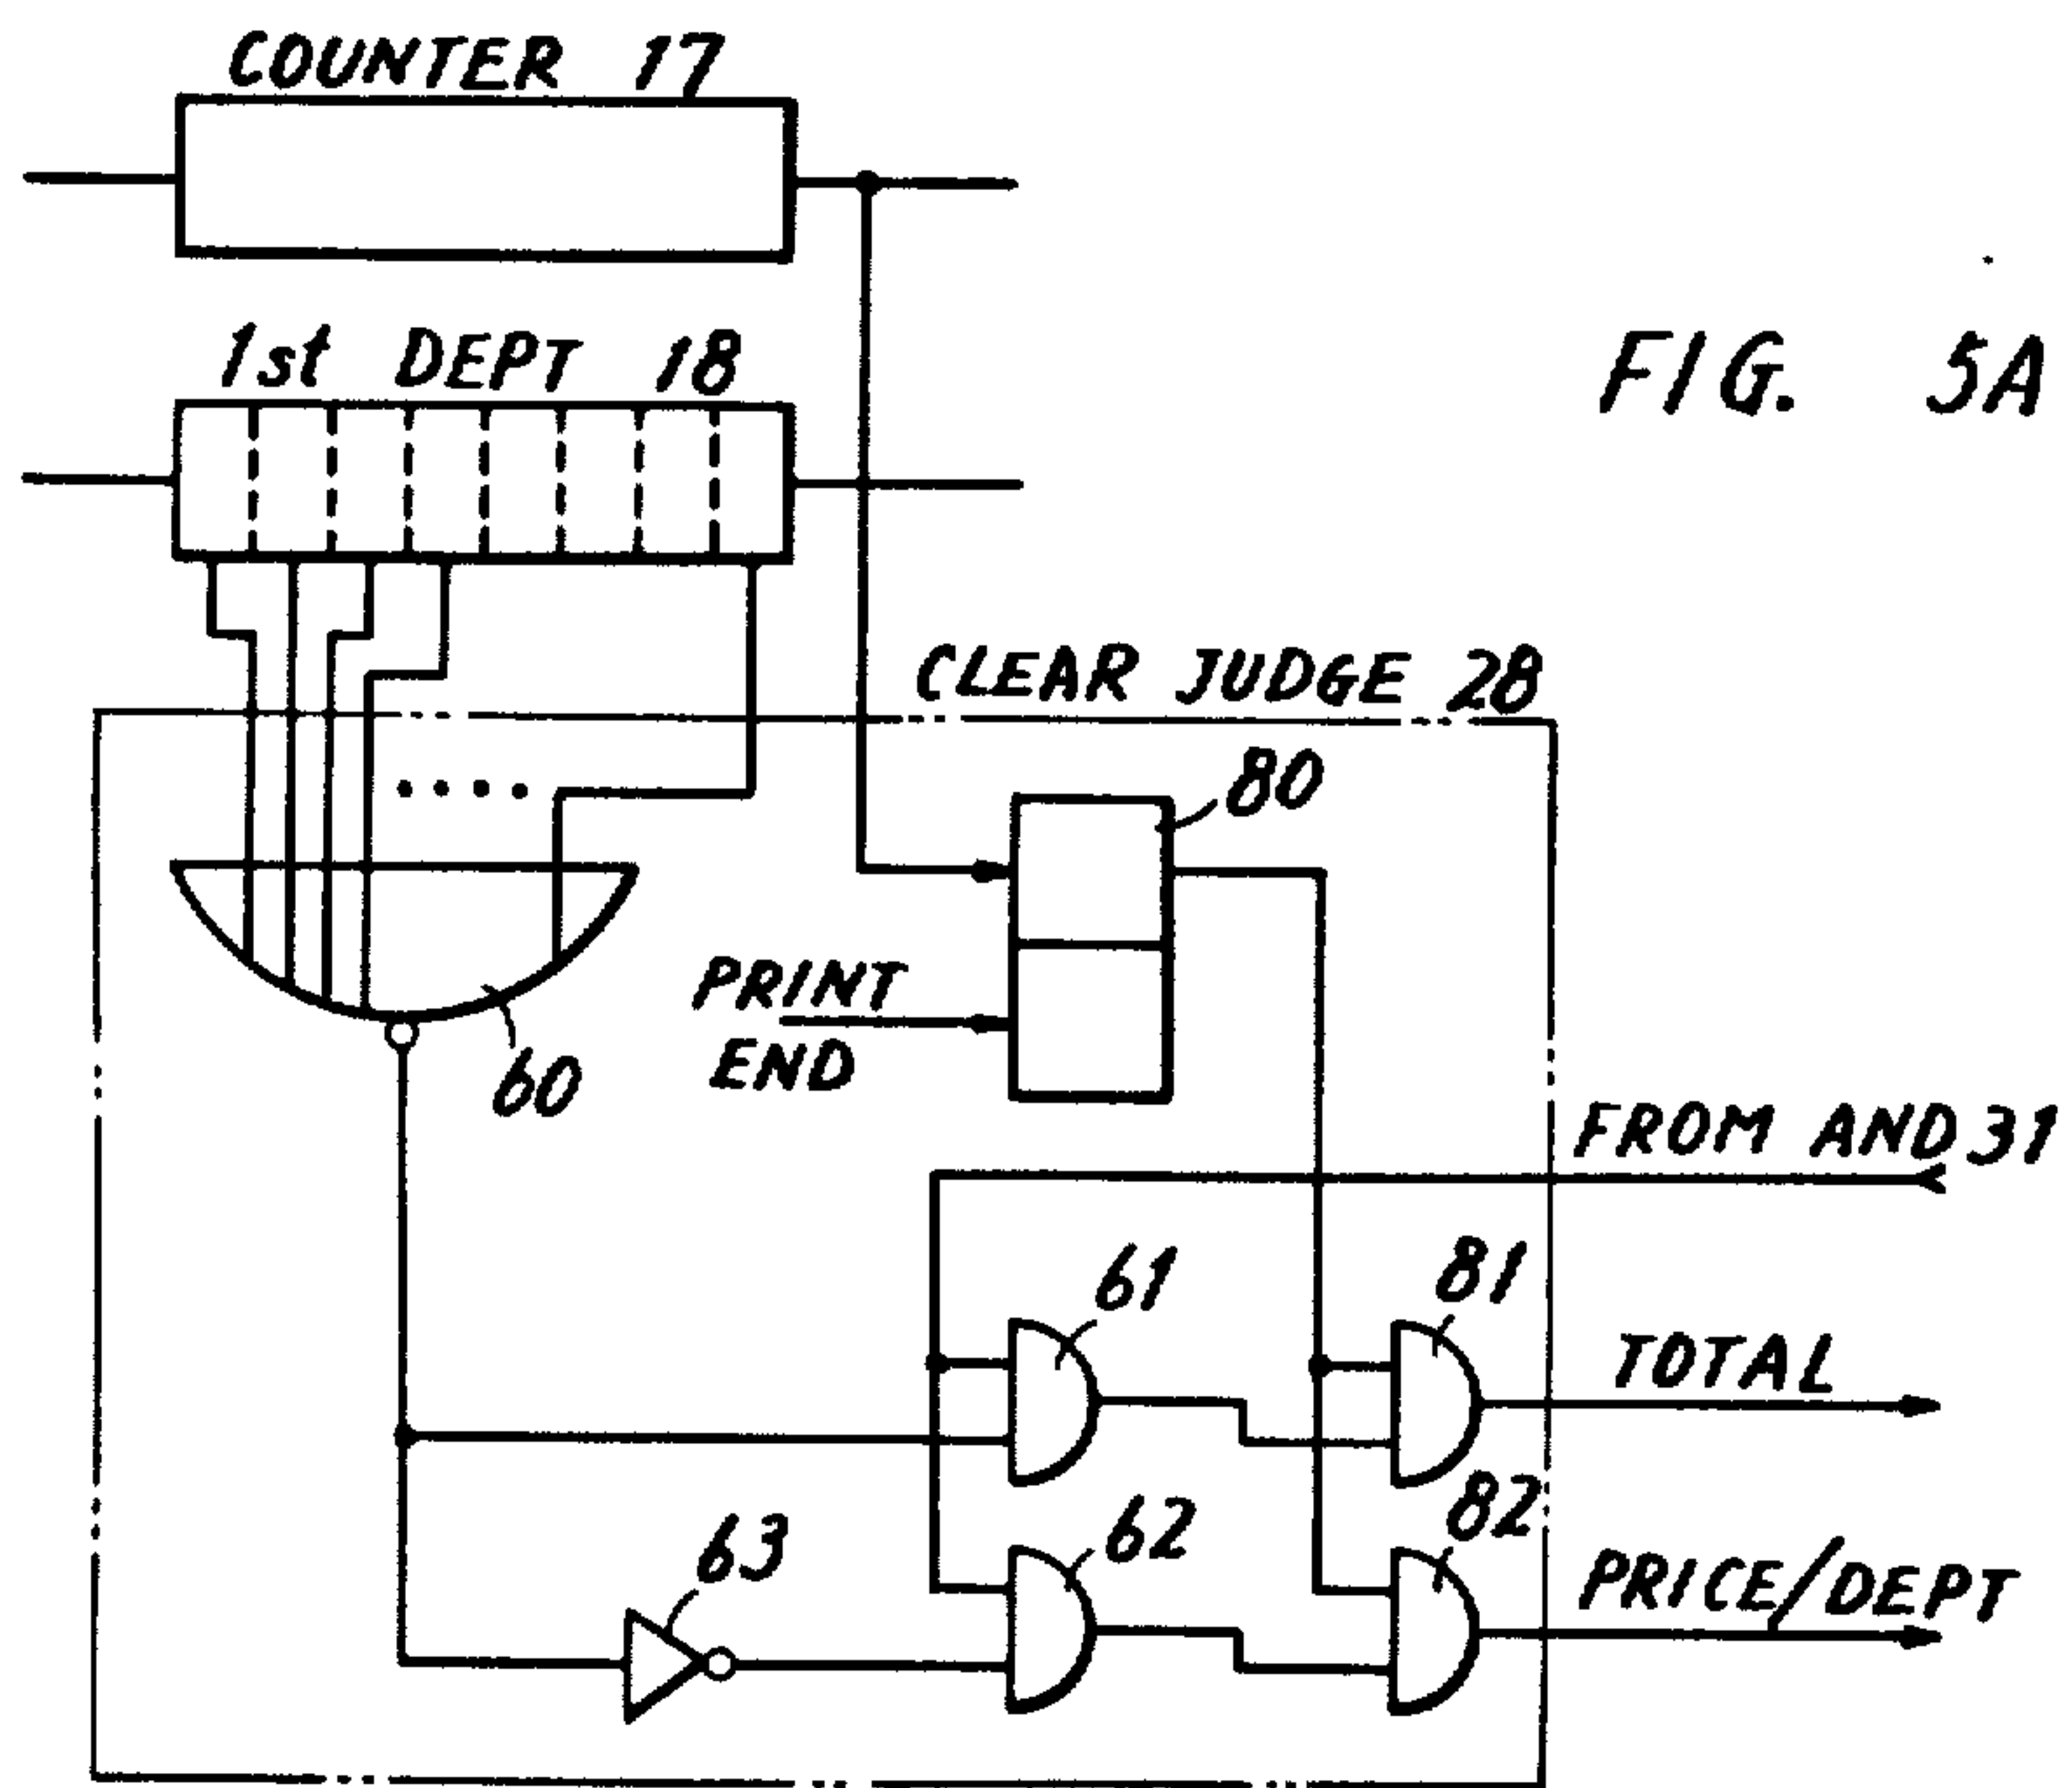 COUNTER 17
1st DEPT 18
FIG. 5A
CLEAR JUDGE 28
80
PRINT
END
60
FROM AND 31
61
81
TOTAL
62
82
63
PRICE/DEPT